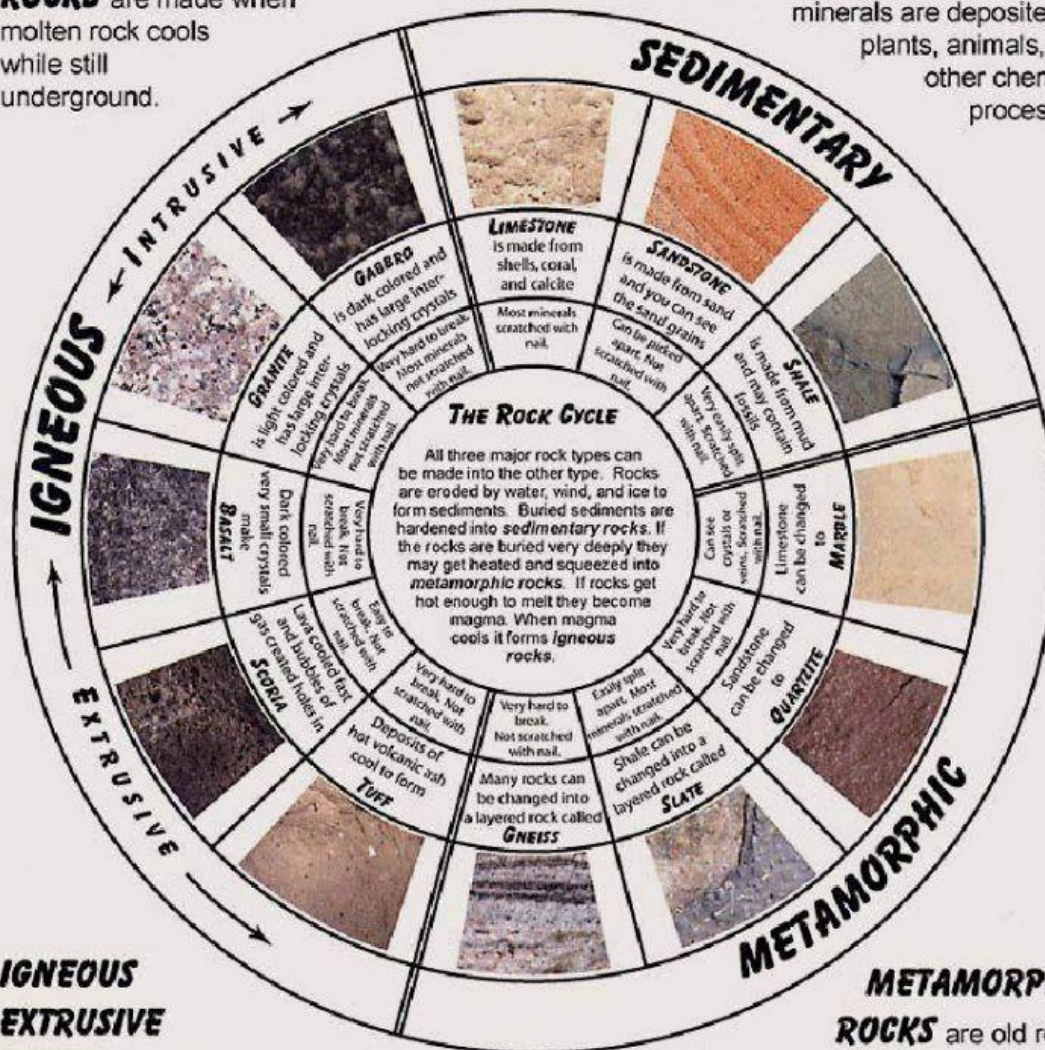 ROCKS are made when
molten rock cools
while still
underground.
minerals are deposite
plants, animals,
other cher
proces
IGNEOUS
← INTRUSIVE →
← EXTRUSIVE →
SEDIMENTARY
METAMORPHIC
LIMESTONE
is made from
shells, coral,
and calcite
Most minerals
scratched with
nail.
SANDSTONE
is made from sand
and you can see
the sand grains
Can be picked
apart. Not
scratched with
nail.
SHALE
is made from mud
and may contain
fossils
Very easily split
apart. Scratched
with nail.
Limestone
can be changed
to
MARBLE
Can see
crystals or
veins. Scratched
with nail.
Sandstone
can be changed
to
QUARTZITE
Very hard to
break. Not
scratched with
nail.
Shale can be
changed into a
layered rock called
SLATE
Easily split
apart. Most
minerals scratched
with nail.
Many rocks can
be changed into
a layered rock called
GNEISS
Very hard to
break.
Not scratched
with nail.
Deposits of
hot volcanic ash
cool to form
TUFF
Very hard to
break. Not
scratched with
nail.
Lava cooled fast
and bubbles of
gas created holes in
SCORIA
Easy to
break. Not
scratched with
nail.
Dark colored
very small crystals
make
BASALT
Very hard to
break. Not
scratched with
nail.
GRANITE
is light colored and
has large inter-
locking crystals
Very hard to break.
Most minerals
not scratched
with nail.
GABBRO
is dark colored and
has large inter-
locking crystals
Very hard to break.
Most minerals
not scratched
with nail.
THE ROCK CYCLE
All three major rock types can
be made into the other type. Rocks
are eroded by water, wind, and ice to
form sediments. Buried sediments are
hardened into sedimentary rocks. If
the rocks are buried very deeply they
may get heated and squeezed into
metamorphic rocks. If rocks get
hot enough to melt they become
magma. When magma
cools it forms igneous
rocks.
IGNEOUS
EXTRUSIVE
METAMORP
ROCKS are old r